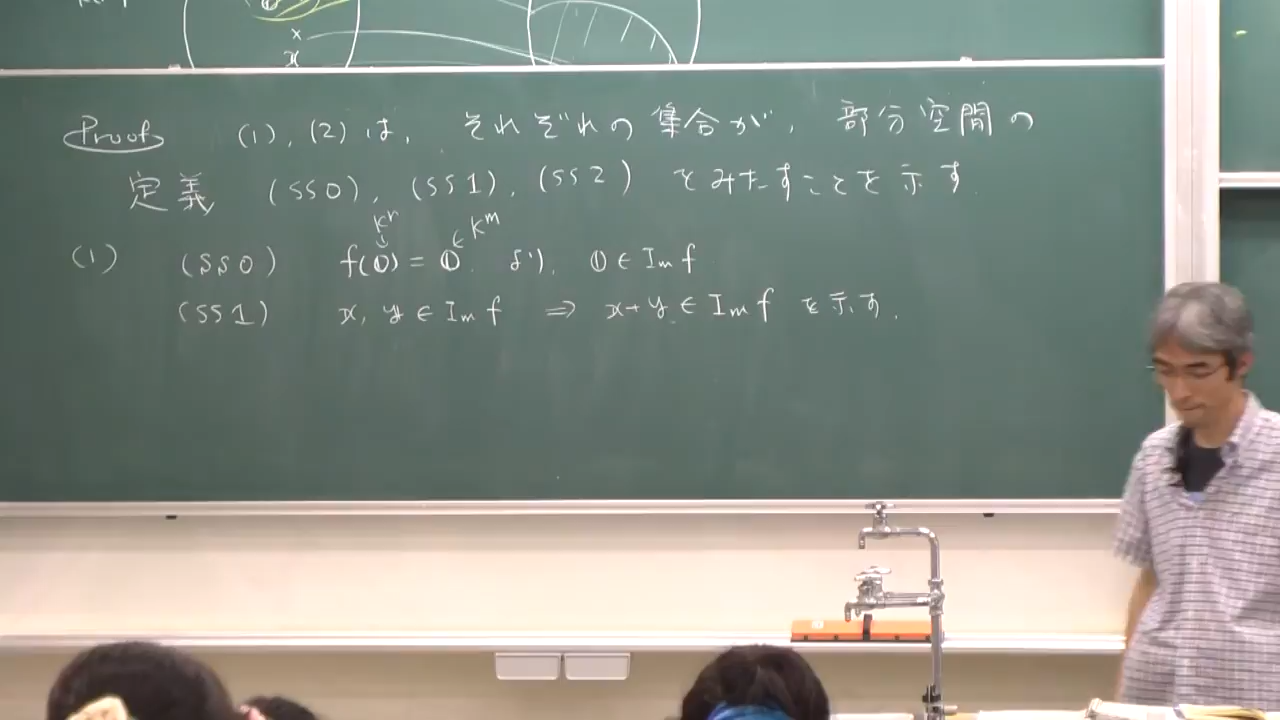 x
Proof (1), (2) は, それぞれの集合が, 部分空間の
定義 (SS0), (SS1), (SS2) をみたすことを示す.
(1) (SS0) f(𝟘) = 𝟘 より, 𝟘 ∈ Im f
(SS1) x, y ∈ Im f ⇒ x+y ∈ Im f を示す.